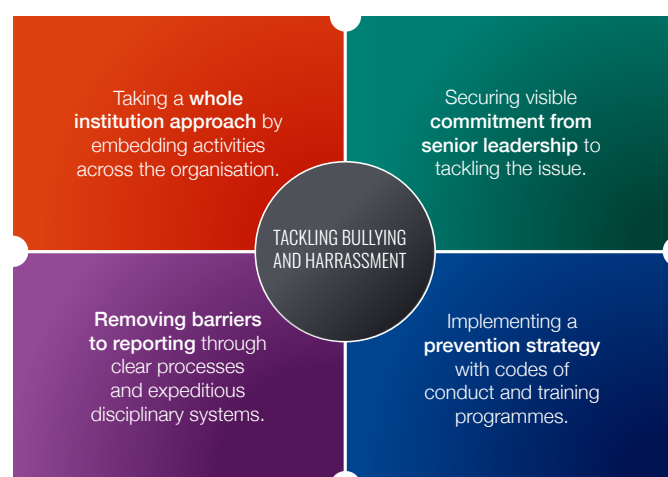 Taking a whole
institution approach by
embedding activities
across the organisation.
Securing visible
commitment from
senior leadership to
tackling the issue.
TACKLING BULLYING
AND HARRASSMENT
Removing barriers
to reporting through
clear processes
and expeditious
disciplinary systems.
Implementing a
prevention strategy
with codes of
conduct and training
programmes.